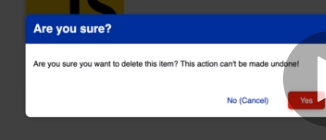 Are you sure?
Are you sure you want to delete this item? This action can't be made undone!
No (Cancel)
Yes